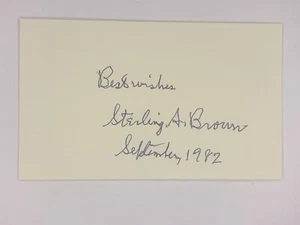 Best wishes
Sterling A. Brown
September, 1982